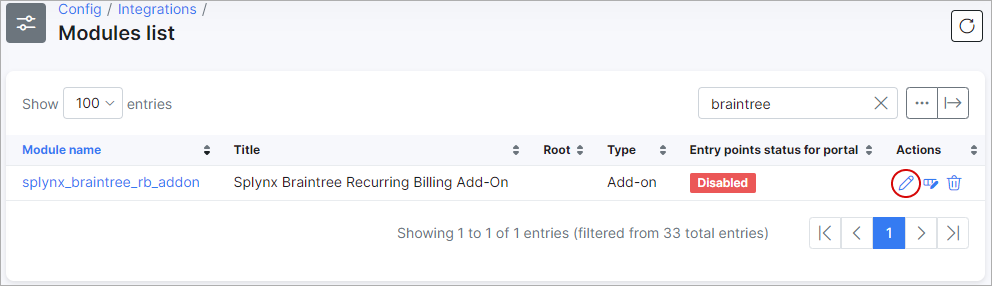 Config / Integrations /
Modules list
Show 100 entries braintree
Module name Title Root Type Entry points status for portal Actions
splynx_braintree_rb_addon Splynx Braintree Recurring Billing Add-On Add-on Disabled
Showing 1 to 1 of 1 entries (filtered from 33 total entries) 1